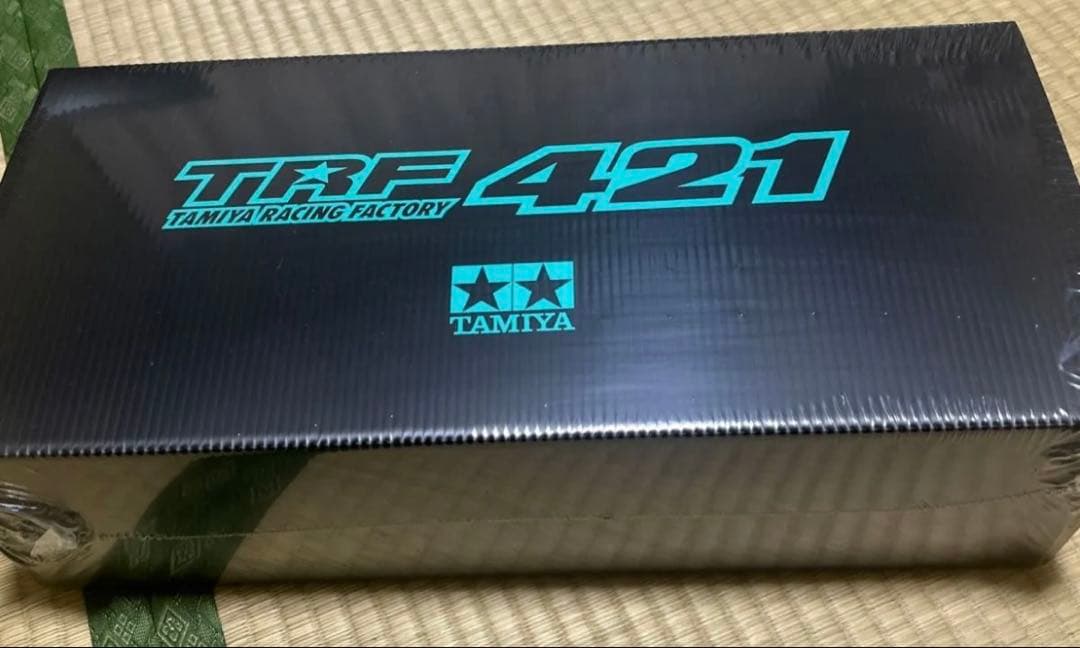 TRF 421
TAMIYA RACING FACTORY
TAMIYA